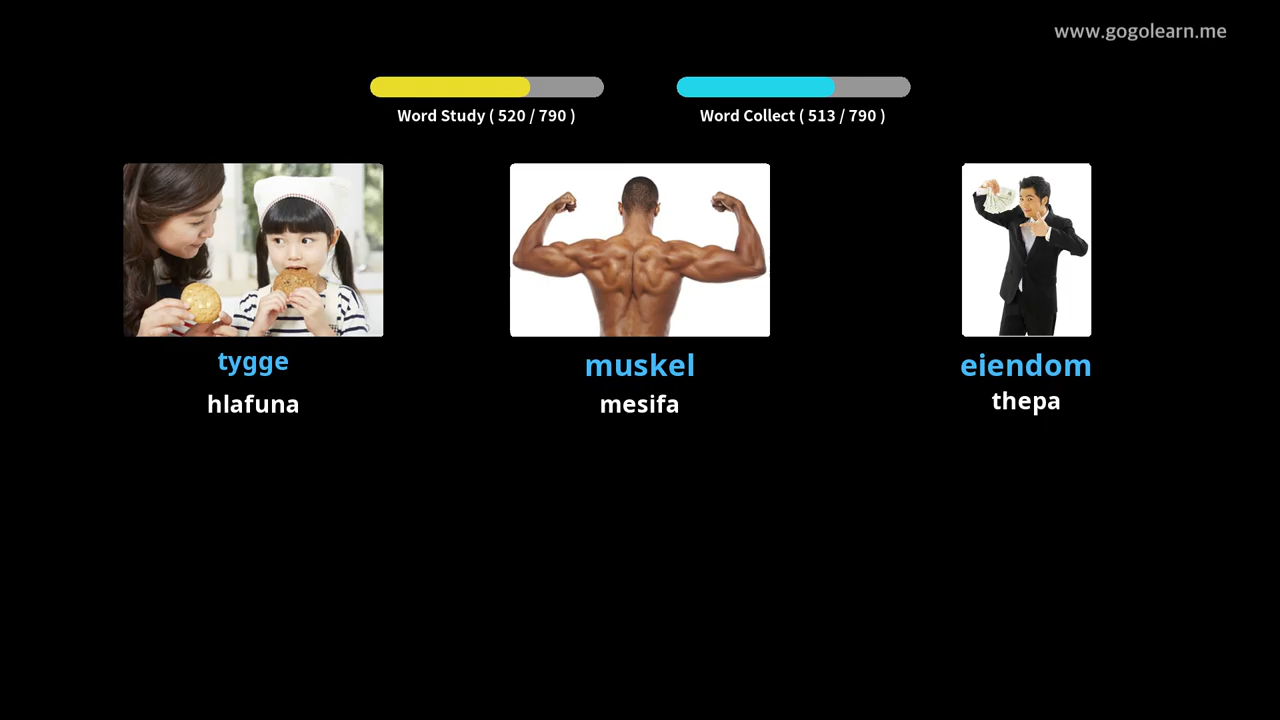 www.gogolearn.me
Word Study ( 520 / 790 )
Word Collect ( 513 / 790 )
tygge
hlafuna
muskel
mesifa
eiendom
thepa